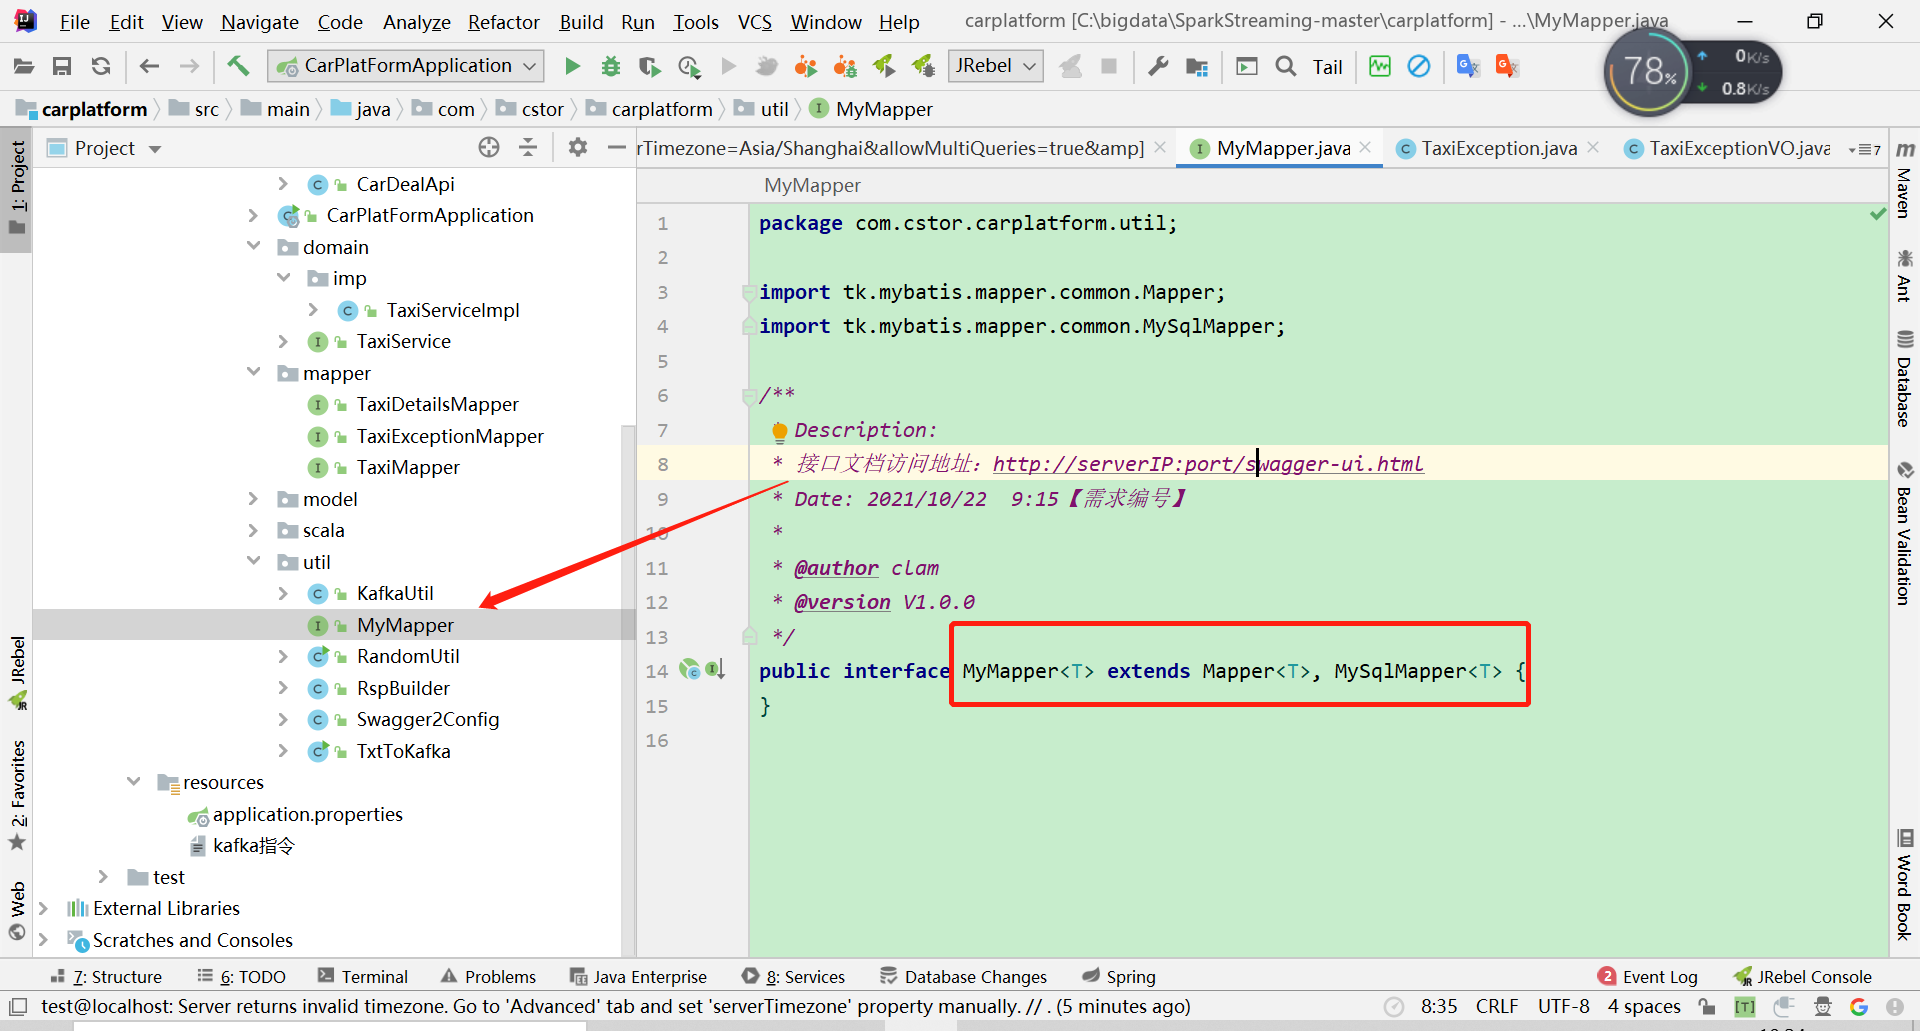 File Edit View Navigate Code Analyze Refactor Build Run Tools VCS Window Help carplatform [C:\bigdata\SparkStreaming-master\carplatform] - ...\MyMapper.java
CarPlatFormApplication JRebel Tail
78% 0K/s
0.8K/s
carplatform src main java com cstor carplatform util MyMapper
Project
rTimezone=Asia/Shanghai&allowMultiQueries=true&amp] MyMapper.java TaxiException.java TaxiExceptionVO.java 7
MyMapper
CarDealApi
CarPlatFormApplication
domain
imp
TaxiServiceImpl
TaxiService
mapper
TaxiDetailsMapper
TaxiExceptionMapper
TaxiMapper
model
scala
util
KafkaUtil
MyMapper
RandomUtil
RspBuilder
Swagger2Config
TxtToKafka
resources
application.properties
kafka指令
test
External Libraries
Scratches and Consoles
1 package com.cstor.carplatform.util;
2
3 import tk.mybatis.mapper.common.Mapper;
4 import tk.mybatis.mapper.common.MySqlMapper;
5
6 /**
7 Description:
8 * 接口文档访问地址：http://serverIP:port/swagger-ui.html
9 * Date: 2021/10/22 9:15【需求编号】
10 *
11 * @author clam
12 * @version V1.0.0
13 */
14 public interface MyMapper<T> extends Mapper<T>, MySqlMapper<T> {
15 }
16
1: Project
JRebel
2: Favorites
Web
Maven
Ant
Database
Bean Validation
Word Book
7: Structure 6: TODO Terminal Problems Java Enterprise 8: Services Database Changes Spring 2 Event Log JRebel Console
test@localhost: Server returns invalid timezone. Go to 'Advanced' tab and set 'serverTimezone' property manually. // . (5 minutes ago) 8:35 CRLF UTF-8 4 spaces [T]